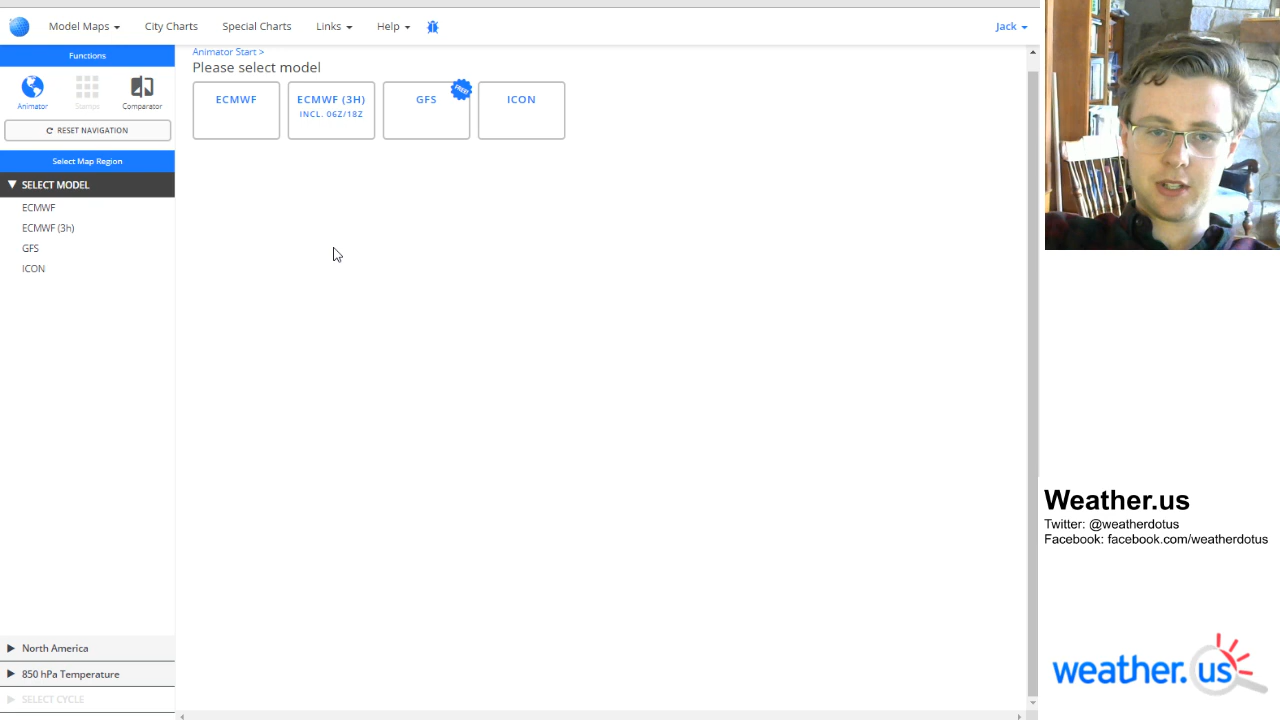 Model Maps
City Charts
Special Charts
Links
Help
Jack
Functions
Animator
Stamps
Comparator
RESET NAVIGATION
Select Map Region
SELECT MODEL
ECMWF
ECMWF (3h)
GFS
ICON
North America
850 hPa Temperature
SELECT CYCLE
Animator Start >
Please select model
ECMWF
ECMWF (3H)
INCL. 06Z/18Z
GFS
FREE!
ICON
Weather.us
Twitter: @weatherdotus
Facebook: facebook.com/weatherdotus
weather.us